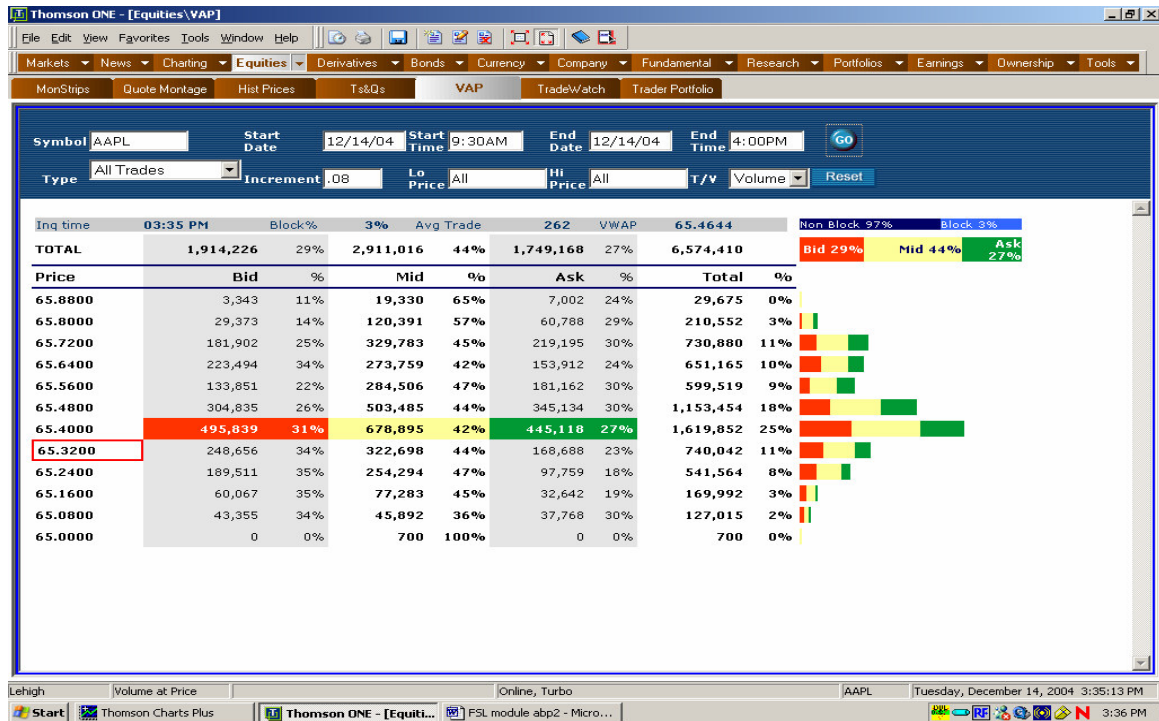 Thomson ONE - [Equities\VAP]
File Edit View Favorites Tools Window Help
Markets News Charting Equities Derivatives Bonds Currency Company Fundamental Research Portfolios Earnings Ownership Tools
MonStrips Quote Montage Hist Prices Ts&Qs VAP TradeWatch Trader Portfolio
Symbol AAPL Start Date 12/14/04 Start Time 9:30AM End Date 12/14/04 End Time 4:00PM GO
Type All Trades Increment .08 Lo Price All Hi Price All T/V Volume Reset
Inq time 03:35 PM Block% 3% Avg Trade 262 VWAP 65.4644 Non Block 97% Block 3%
TOTAL 1,914,226 29% 2,911,016 44% 1,749,168 27% 6,574,410 Bid 29% Mid 44% Ask 27%
Price Bid % Mid % Ask % Total %
65.8800 3,343 11% 19,330 65% 7,002 24% 29,675 0%
65.8000 29,373 14% 120,391 57% 60,788 29% 210,552 3%
65.7200 181,902 25% 329,783 45% 219,195 30% 730,880 11%
65.6400 223,494 34% 273,759 42% 153,912 24% 651,165 10%
65.5600 133,851 22% 284,506 47% 181,162 30% 599,519 9%
65.4800 304,835 26% 503,485 44% 345,134 30% 1,153,454 18%
65.4000 495,839 31% 678,895 42% 445,118 27% 1,619,852 25%
65.3200 248,656 34% 322,698 44% 168,688 23% 740,042 11%
65.2400 189,511 35% 254,294 47% 97,759 18% 541,564 8%
65.1600 60,067 35% 77,283 45% 32,642 19% 169,992 3%
65.0800 43,355 34% 45,892 36% 37,768 30% 127,015 2%
65.0000 0 0% 700 100% 0 0% 700 0%
Lehigh Volume at Price Online, Turbo AAPL Tuesday, December 14, 2004 3:35:13 PM
Start Thomson Charts Plus Thomson ONE - [Equiti... FSL module abp2 - Micro... RF N 3:36 PM